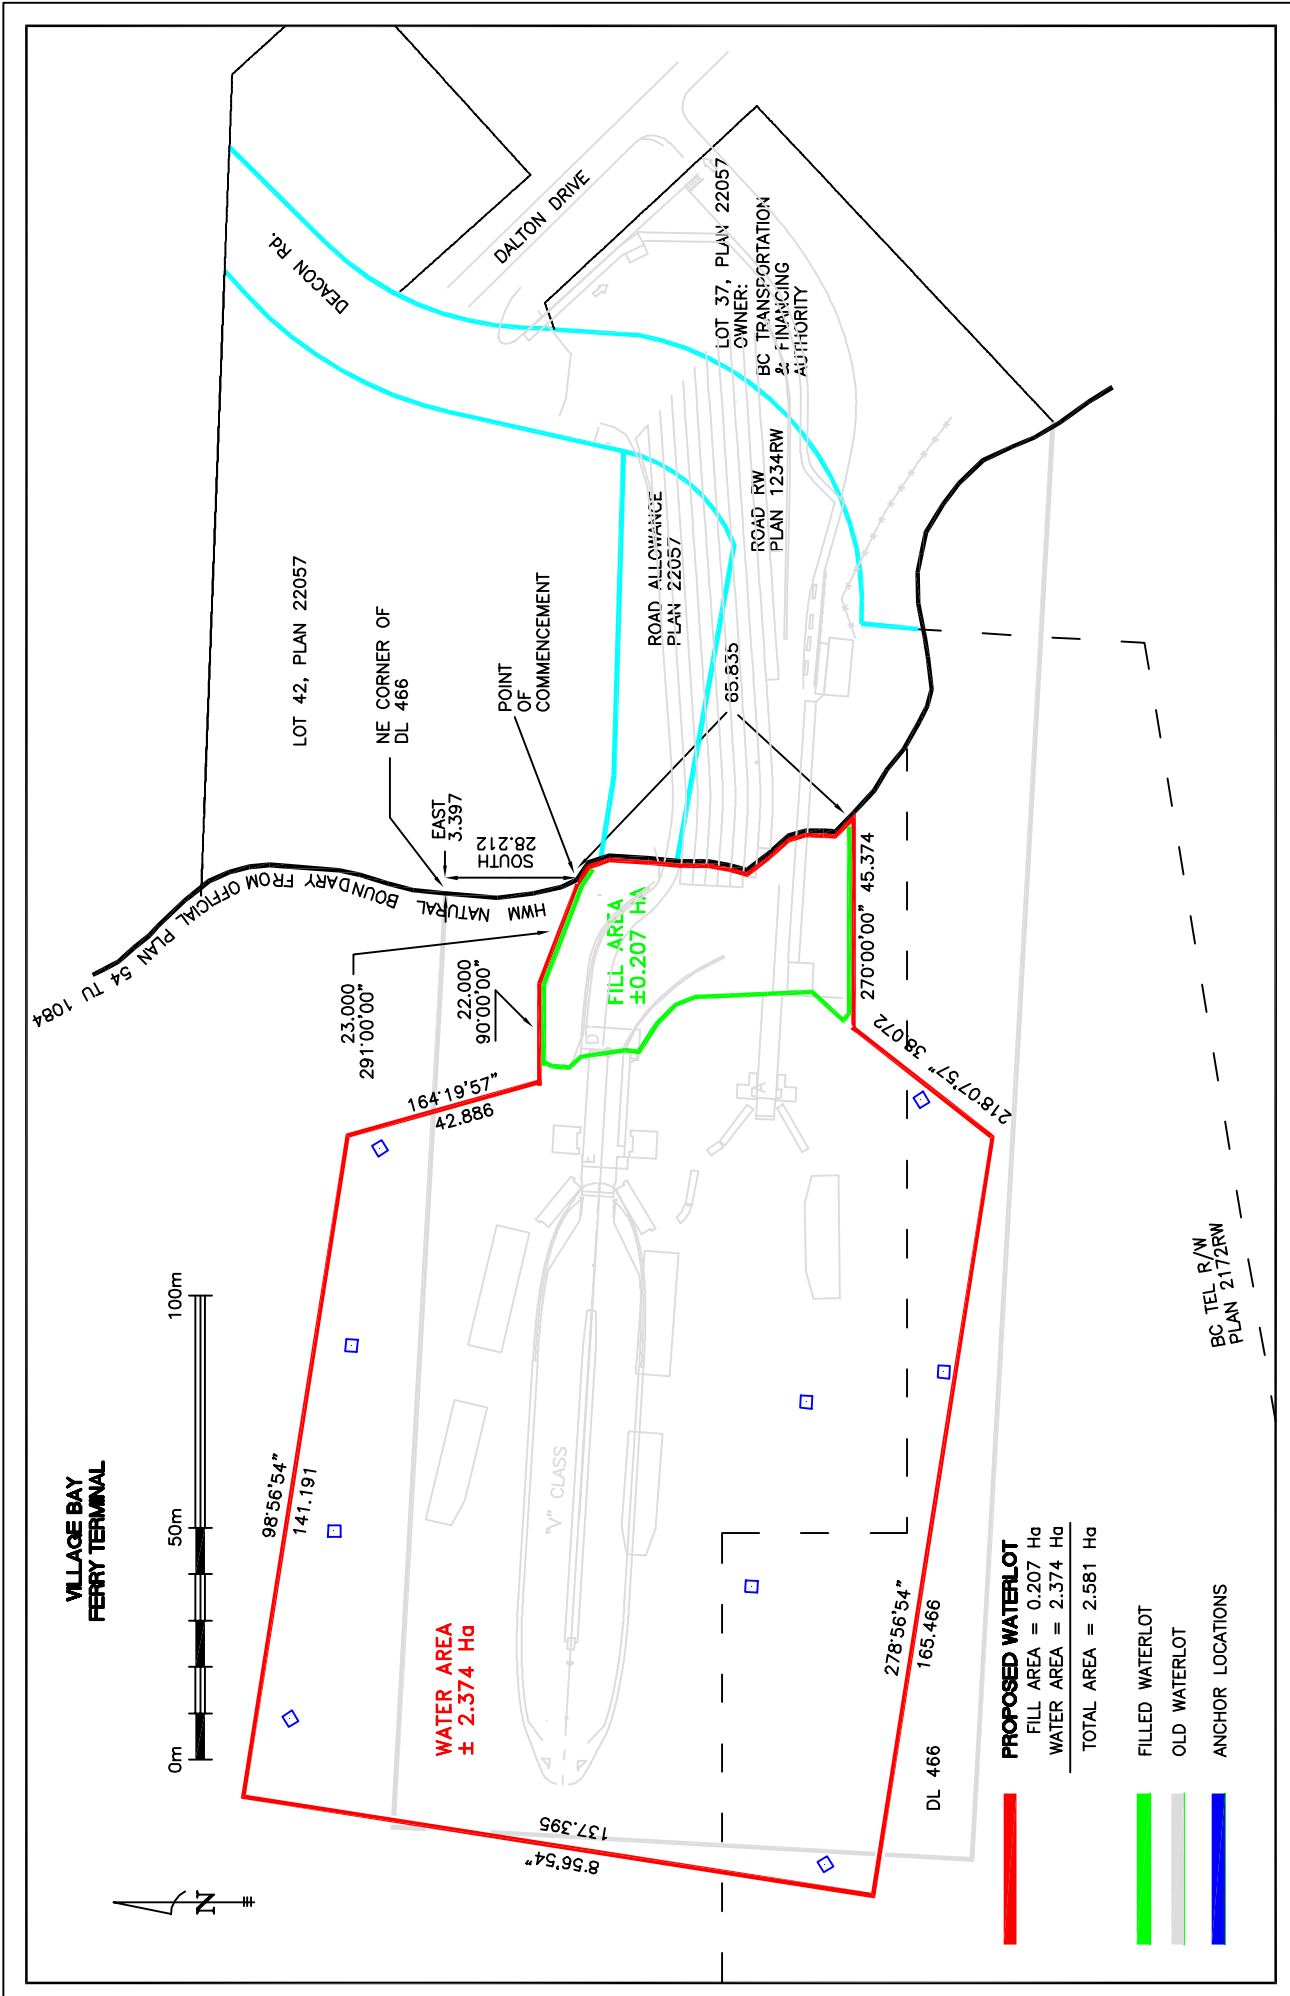 VILLAGE BAY
FERRY TERMINAL
0m
50m
100m
N
1084
HWM NATURAL BOUNDARY FROM OFFICIAL PLAN 54 TU 1084
LOT 42, PLAN 22057
NE CORNER OF
DL 466
EAST
3.397
SOUTH
28.212
POINT
OF
COMMENCEMENT
DEACON Rd.
DALTON DRIVE
LOT 37, PLAN 22057
OWNER:
BC TRANSPORTATION
& FINANCING
AUTHORITY
ROAD ALLOWANCE
PLAN 22057
ROAD RW
PLAN 1234RW
65.835
23.000
291°00'00"
22.000
90°00'00"
164°19'57"
42.886
98°56'54"
141.191
8°56'54"
137.395
278°56'54"
165.466
218°07'57" 38.072
270°00'00" 45.374
FILL AREA
±0.207 HA
WATER AREA
± 2.374 Ha
"V" CLASS
D
E
A
DL 466
BC TEL R/W
PLAN 2172RW
PROPOSED WATERLOT
FILL AREA = 0.207 Ha
WATER AREA = 2.374 Ha
TOTAL AREA = 2.581 Ha
FILLED WATERLOT
OLD WATERLOT
ANCHOR LOCATIONS